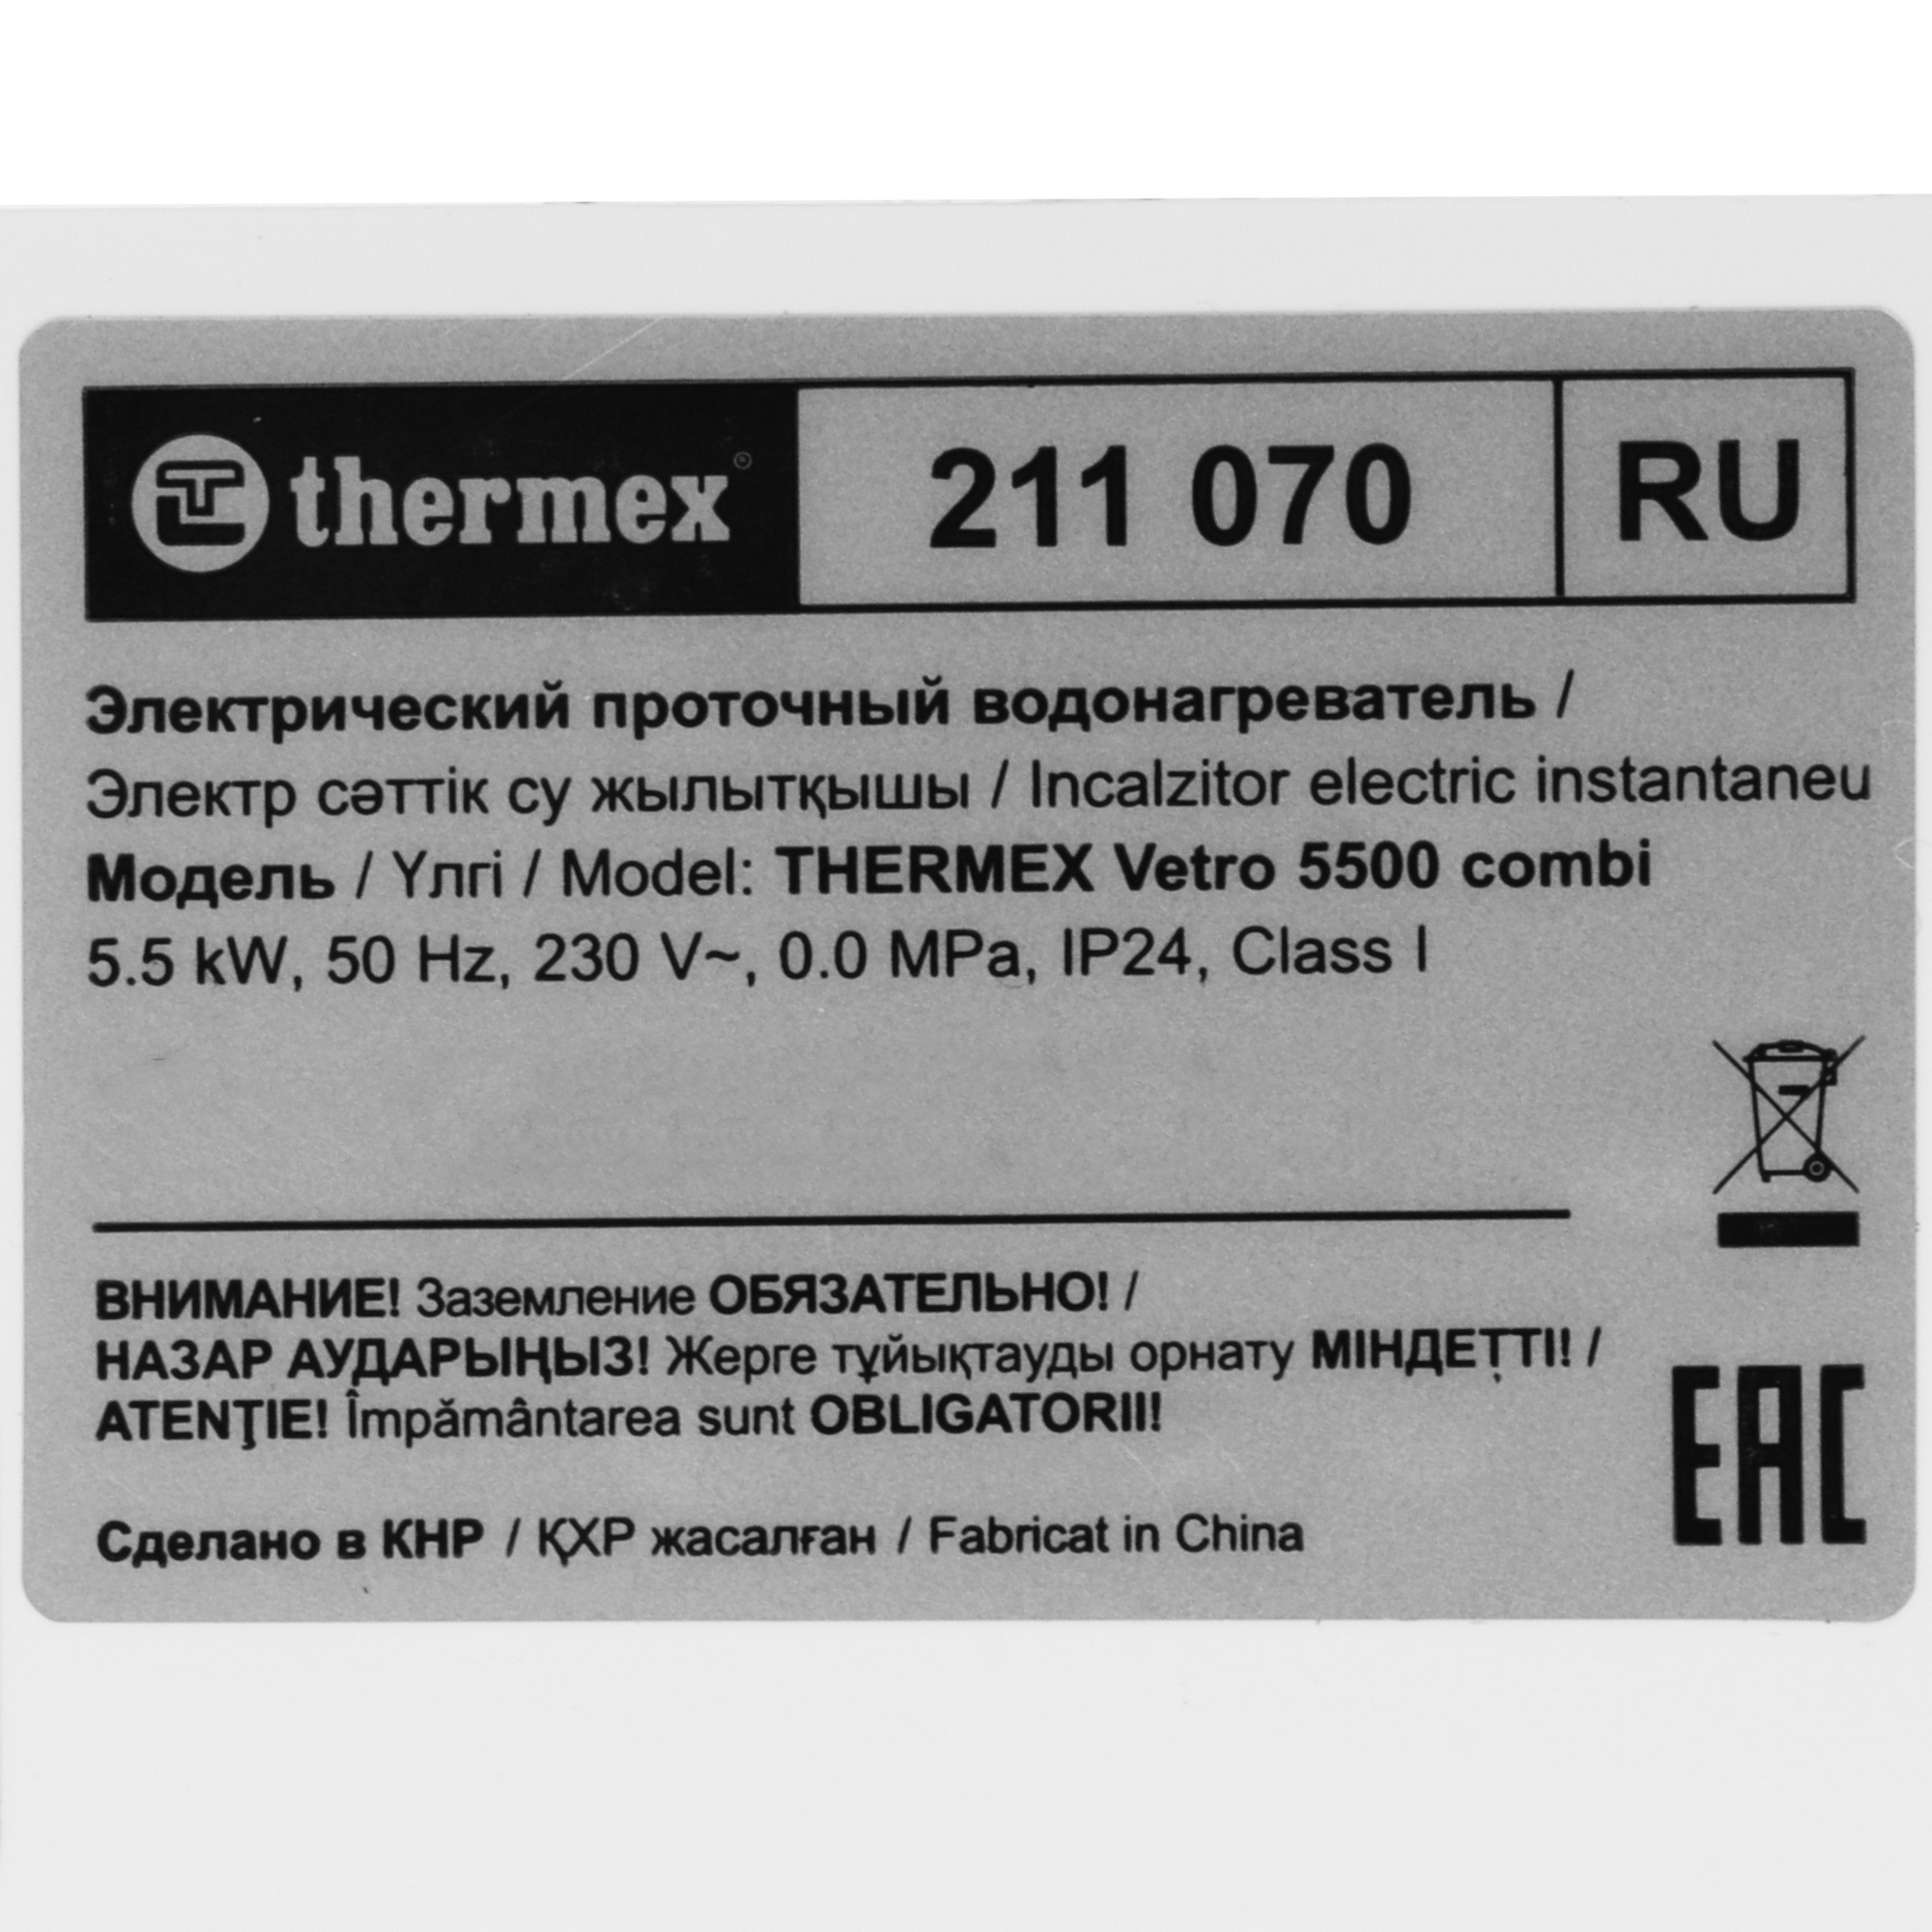 thermex® 211 070 RU
Электрический проточный водонагреватель /
Электр сәттік су жылытқышы / Incalzitor electric instantaneu
Модель / Үлгі / Model: THERMEX Vetro 5500 combi
5.5 kW, 50 Hz, 230 V~, 0.0 MPa, IP24, Class I
ВНИМАНИЕ! Заземление ОБЯЗАТЕЛЬНО! /
НАЗАР АУДАРЫҢЫЗ! Жерге тұйықтауды орнату МІНДЕТТІ! /
ATENŢIE! Împământarea sunt OBLIGATORII!
Сделано в КНР / ҚХР жасалған / Fabricat in China
EAC